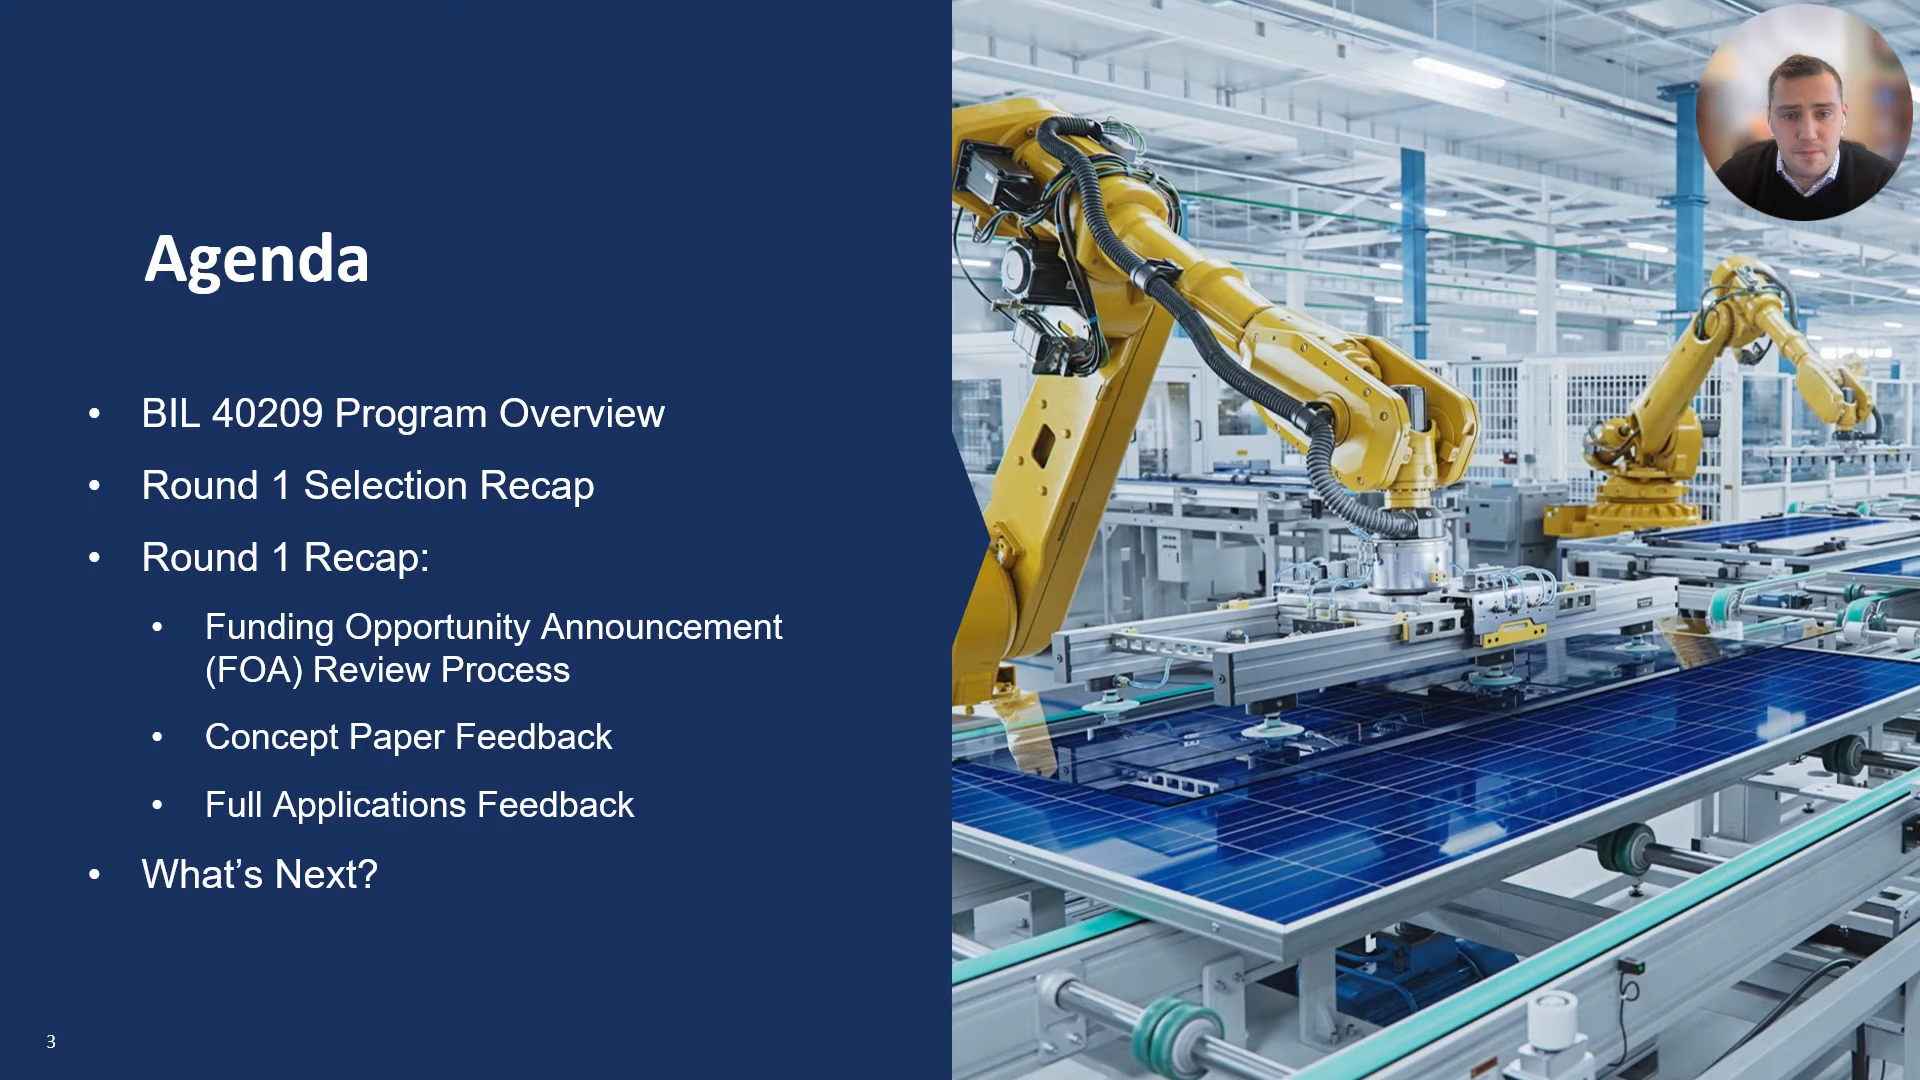 Agenda
• BIL 40209 Program Overview
• Round 1 Selection Recap
• Round 1 Recap:
• Funding Opportunity Announcement
(FOA) Review Process
• Concept Paper Feedback
• Full Applications Feedback
• What’s Next?
3